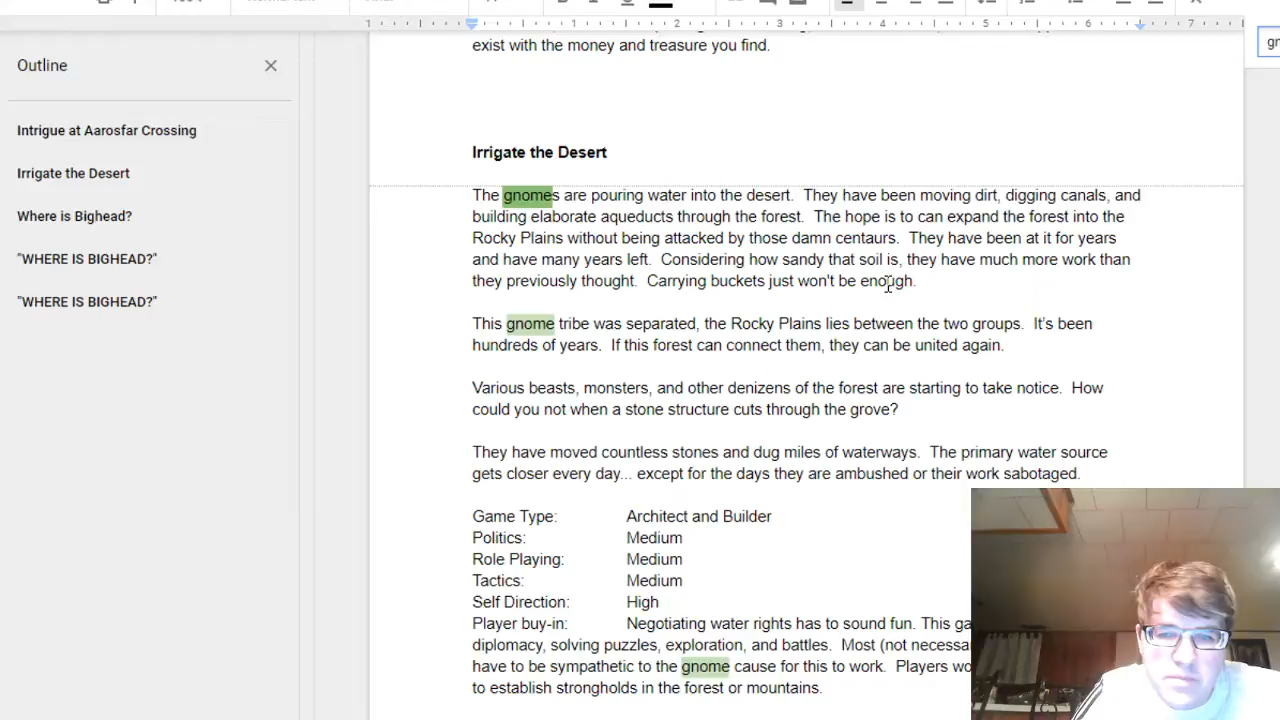 exist with the money and treasure you find.
gn
Outline
Intrigue at Aarosfar Crossing
Irrigate the Desert
Where is Bighead?
"WHERE IS BIGHEAD?"
"WHERE IS BIGHEAD?"
1 1 2 3 4 5 6 7
Irrigate the Desert
The gnomes are pouring water into the desert.  They have been moving dirt, digging canals, and
building elaborate aqueducts through the forest.  The hope is to can expand the forest into the
Rocky Plains without being attacked by those damn centaurs.  They have been at it for years
and have many years left.  Considering how sandy that soil is, they have much more work than
they previously thought.  Carrying buckets just won't be enough.
This gnome tribe was separated, the Rocky Plains lies between the two groups.  It's been
hundreds of years.  If this forest can connect them, they can be united again.
Various beasts, monsters, and other denizens of the forest are starting to take notice.  How
could you not when a stone structure cuts through the grove?
They have moved countless stones and dug miles of waterways.  The primary water source
gets closer every day... except for the days they are ambushed or their work sabotaged.
Game Type: Architect and Builder
Politics: Medium
Role Playing: Medium
Tactics: Medium
Self Direction: High
Player buy-in: Negotiating water rights has to sound fun. This ga
diplomacy, solving puzzles, exploration, and battles.  Most (not necessa
have to be sympathetic to the gnome cause for this to work.  Players wo
to establish strongholds in the forest or mountains.